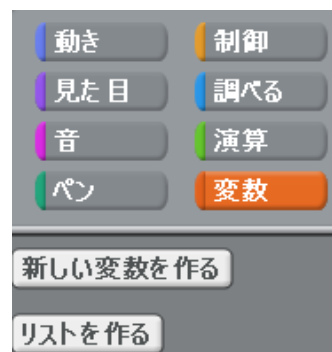 動き 制御
見た目 調べる
音 演算
ペン 変数
新しい変数を作る
リストを作る